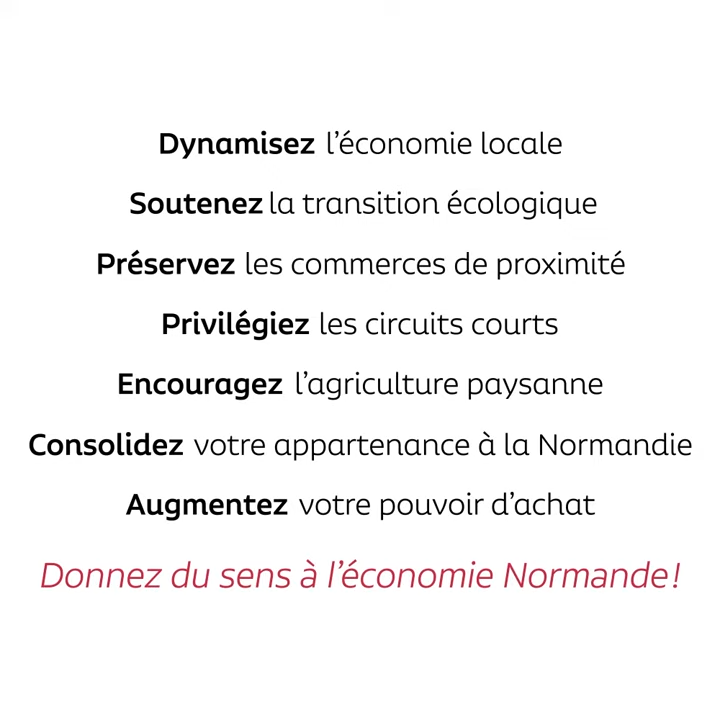 Dynamisez l’économie locale
Soutenez la transition écologique
Préservez les commerces de proximité
Privilégiez les circuits courts
Encouragez l’agriculture paysanne
Consolidez votre appartenance à la Normandie
Augmentez votre pouvoir d’achat
Donnez du sens à l’économie Normande!